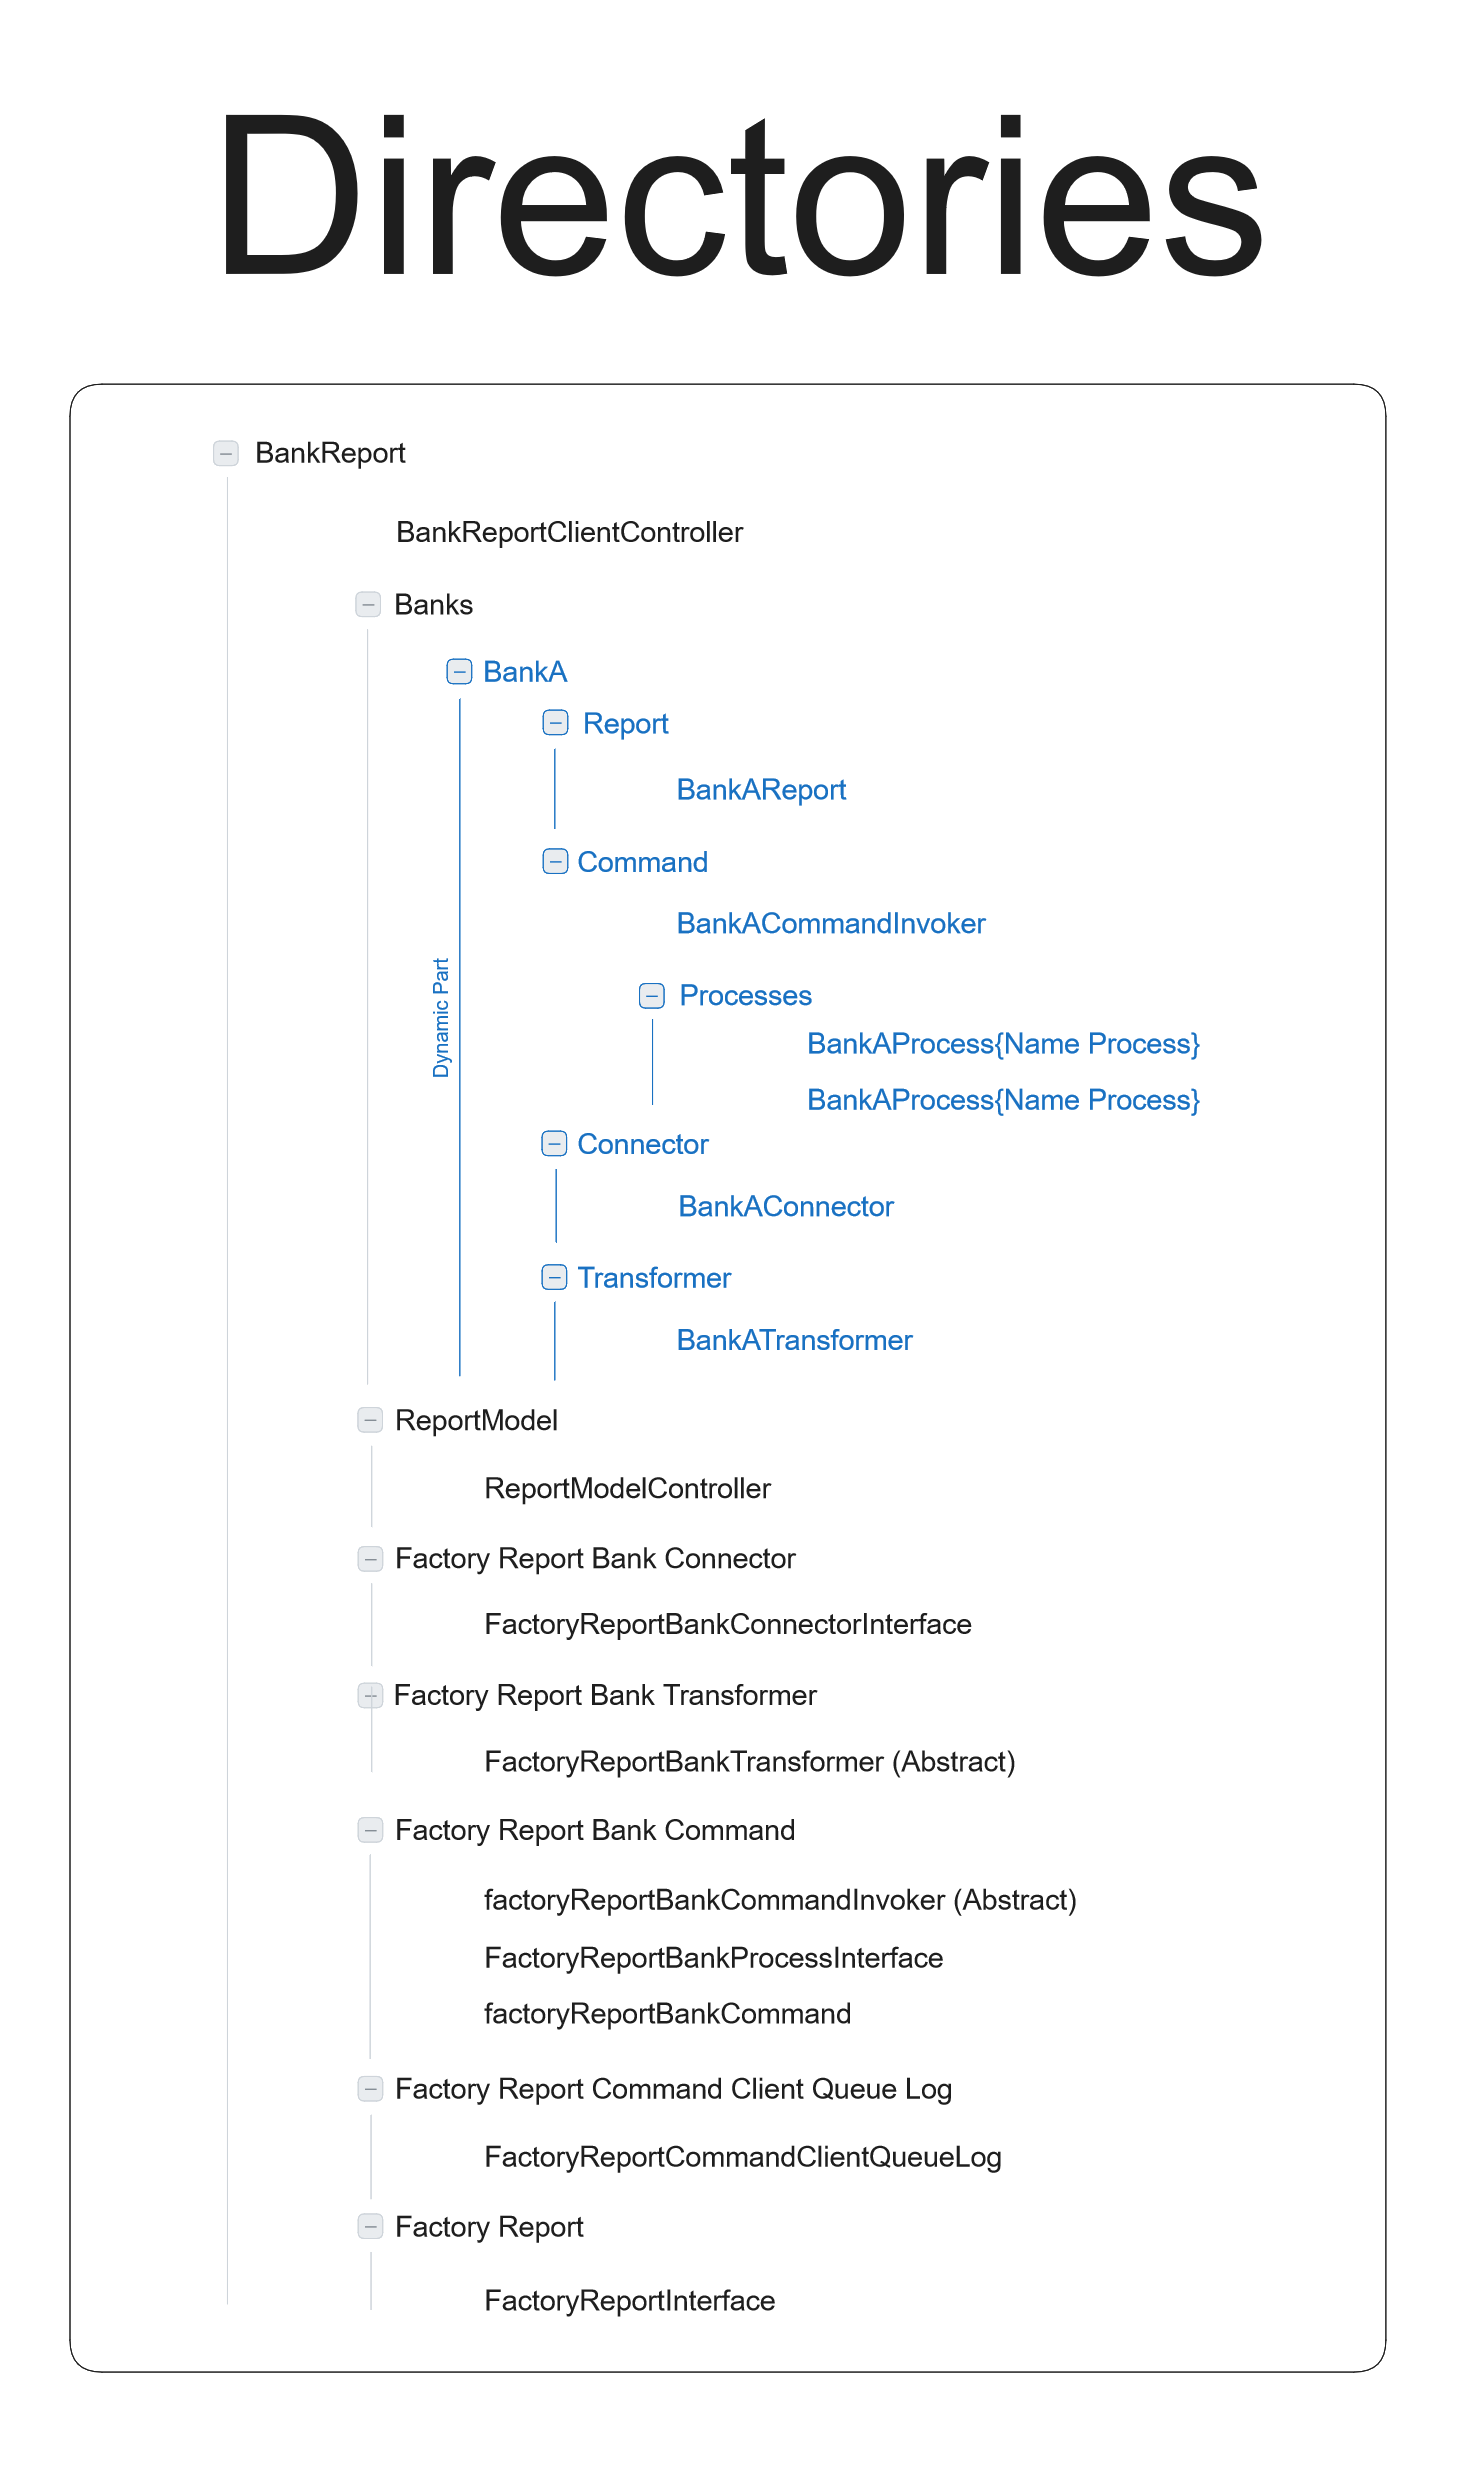 Directories
BankReport
BankReportClientController
Banks
BankA
Report
BankAReport
Command
BankACommandInvoker
Dynamic Part
Processes
BankAProcess{Name Process}
BankAProcess{Name Process}
Connector
BankAConnector
Transformer
BankATransformer
ReportModel
ReportModelController
Factory Report Bank Connector
FactoryReportBankConnectorInterface
Factory Report Bank Transformer
FactoryReportBankTransformer (Abstract)
Factory Report Bank Command
factoryReportBankCommandInvoker (Abstract)
FactoryReportBankProcessInterface
factoryReportBankCommand
Factory Report Command Client Queue Log
FactoryReportCommandClientQueueLog
Factory Report
FactoryReportInterface